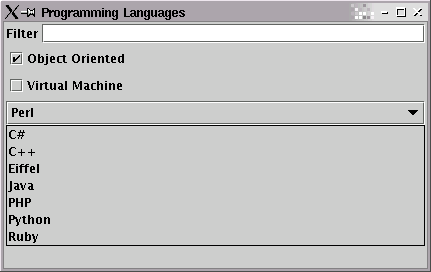 Programming Languages
Filter
Object Oriented
Virtual Machine
Perl
C#
C++
Eiffel
Java
PHP
Python
Ruby